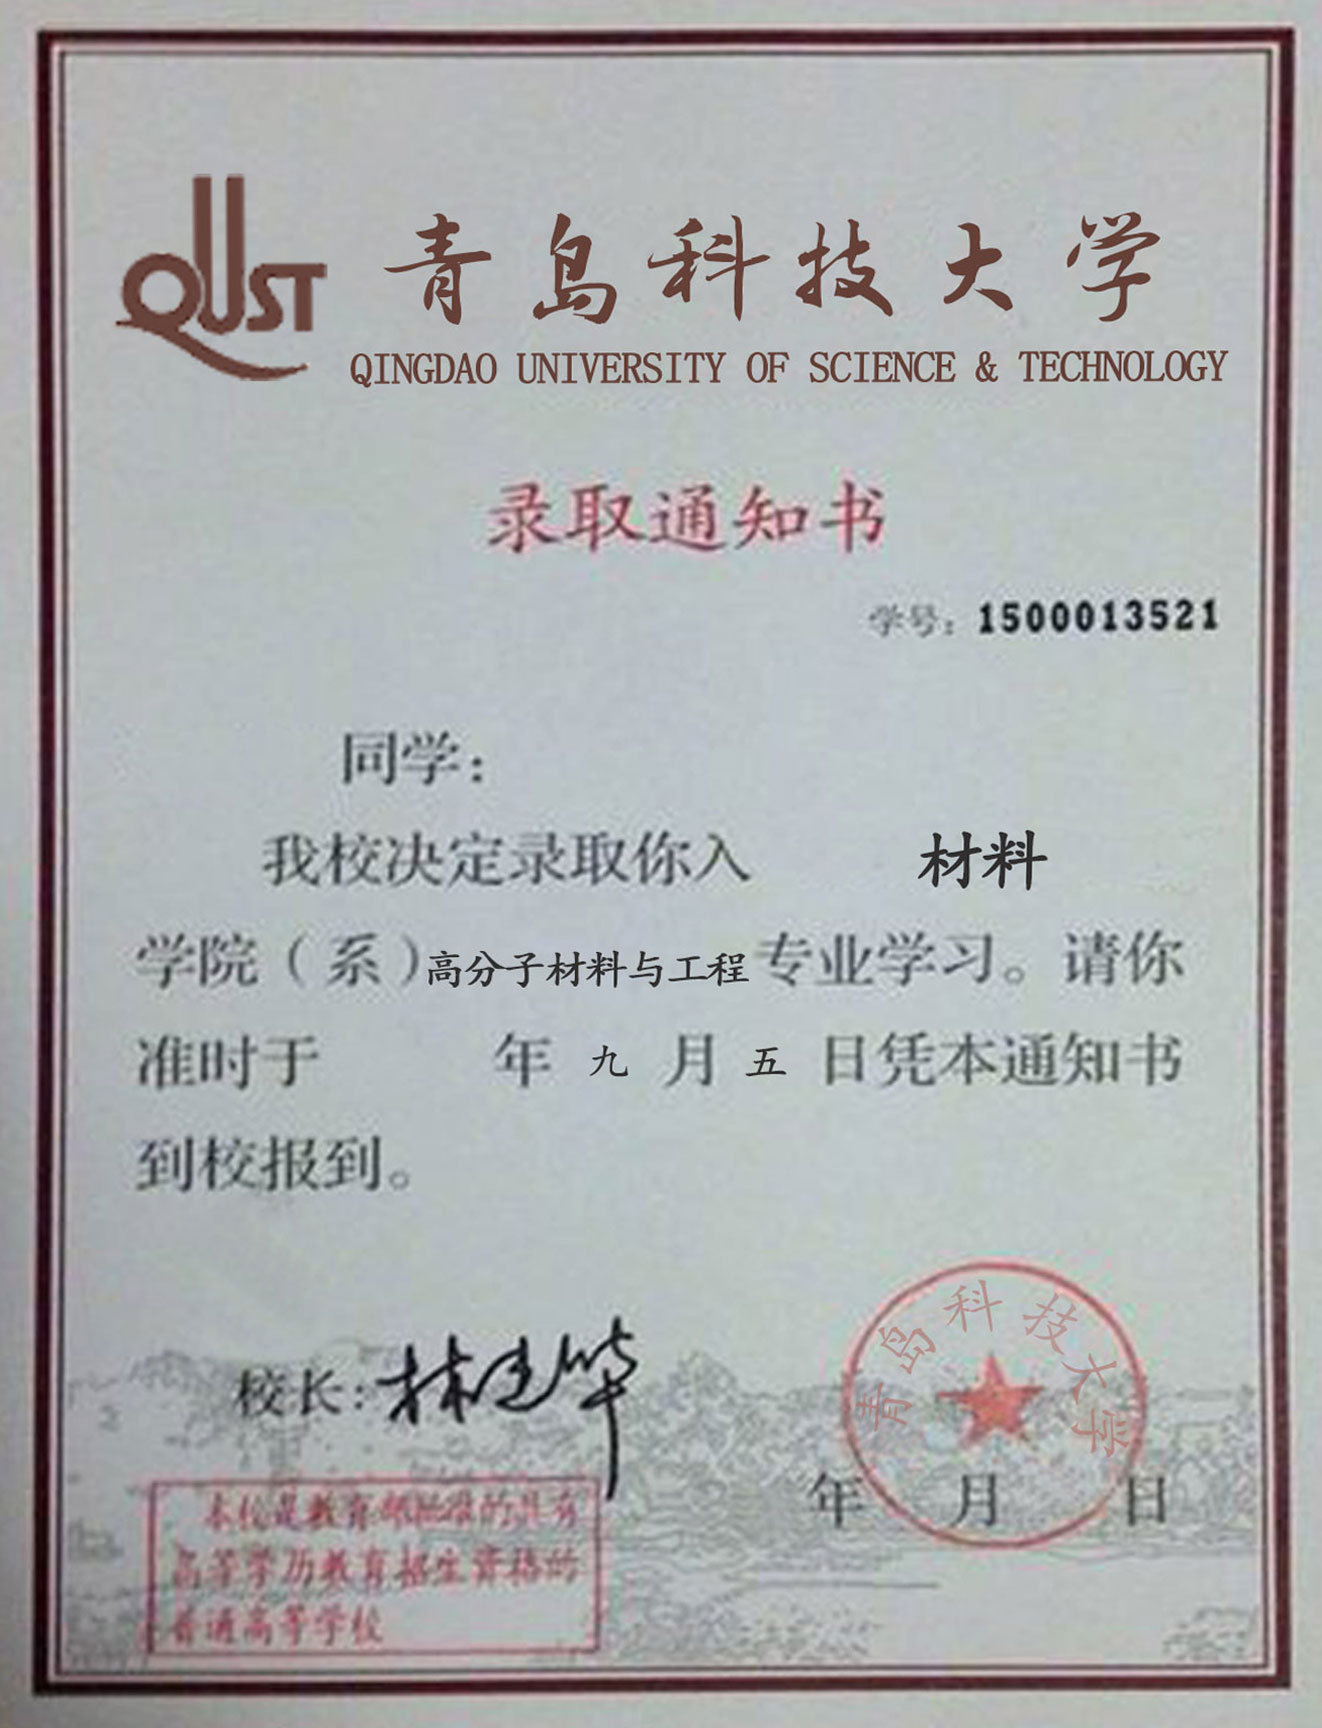 QUST
青岛科技大学
QINGDAO UNIVERSITY OF SCIENCE & TECHNOLOGY
录取通知书
学号：1500013521
同学：
我校决定录取你入 材料
学院（系）高分子材料与工程专业学习。请你
准时于 年 九 月 五 日凭本通知书
到校报到。
青岛科技大学
校长：林建华
年 月 日
本校是教育部批准的具有
高等学历教育招生资格的
普通高等学校